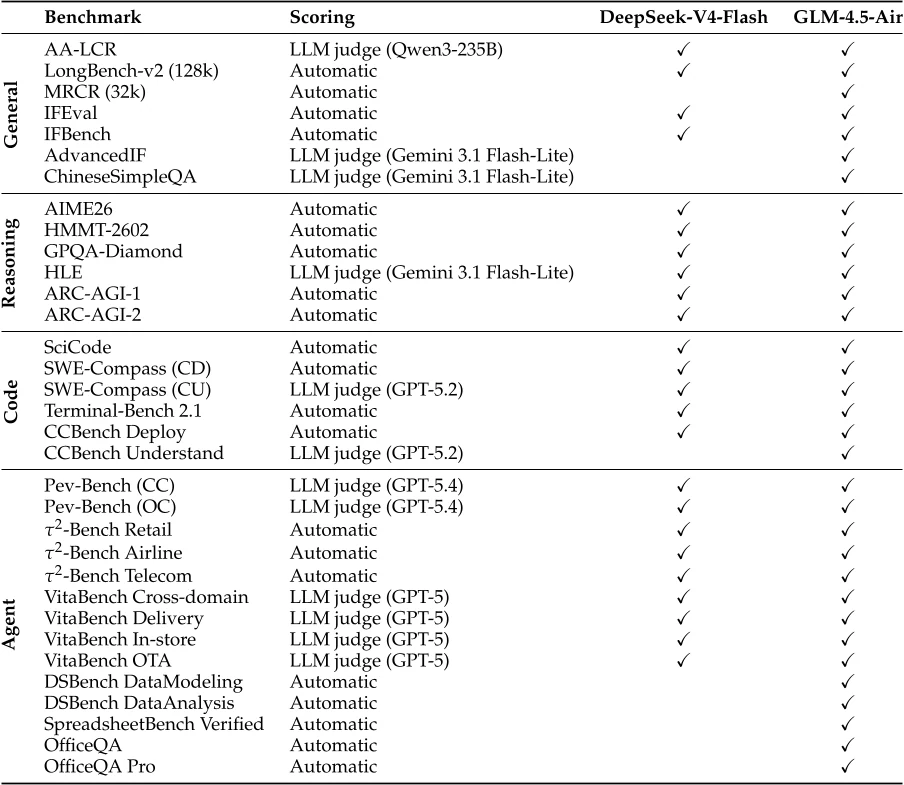 Benchmark Scoring DeepSeek-V4-Flash GLM-4.5-Air
General
AA-LCR LLM judge (Qwen3-235B) ✓ ✓
LongBench-v2 (128k) Automatic ✓ ✓
MRCR (32k) Automatic ✓
IFEval Automatic ✓ ✓
IFBench Automatic ✓ ✓
AdvancedIF LLM judge (Gemini 3.1 Flash-Lite) ✓
ChineseSimpleQA LLM judge (Gemini 3.1 Flash-Lite) ✓
Reasoning
AIME26 Automatic ✓ ✓
HMMT-2602 Automatic ✓ ✓
GPQA-Diamond Automatic ✓ ✓
HLE LLM judge (Gemini 3.1 Flash-Lite) ✓ ✓
ARC-AGI-1 Automatic ✓ ✓
ARC-AGI-2 Automatic ✓ ✓
Code
SciCode Automatic ✓ ✓
SWE-Compass (CD) Automatic ✓ ✓
SWE-Compass (CU) LLM judge (GPT-5.2) ✓ ✓
Terminal-Bench 2.1 Automatic ✓ ✓
CCBench Deploy Automatic ✓ ✓
CCBench Understand LLM judge (GPT-5.2) ✓
Agent
Pev-Bench (CC) LLM judge (GPT-5.4) ✓ ✓
Pev-Bench (OC) LLM judge (GPT-5.4) ✓ ✓
τ²-Bench Retail Automatic ✓ ✓
τ²-Bench Airline Automatic ✓ ✓
τ²-Bench Telecom Automatic ✓ ✓
VitaBench Cross-domain LLM judge (GPT-5) ✓ ✓
VitaBench Delivery LLM judge (GPT-5) ✓ ✓
VitaBench In-store LLM judge (GPT-5) ✓ ✓
VitaBench OTA LLM judge (GPT-5) ✓ ✓
DSBench DataModeling Automatic ✓
DSBench DataAnalysis Automatic ✓
SpreadsheetBench Verified Automatic ✓
OfficeQA Automatic ✓
OfficeQA Pro Automatic ✓